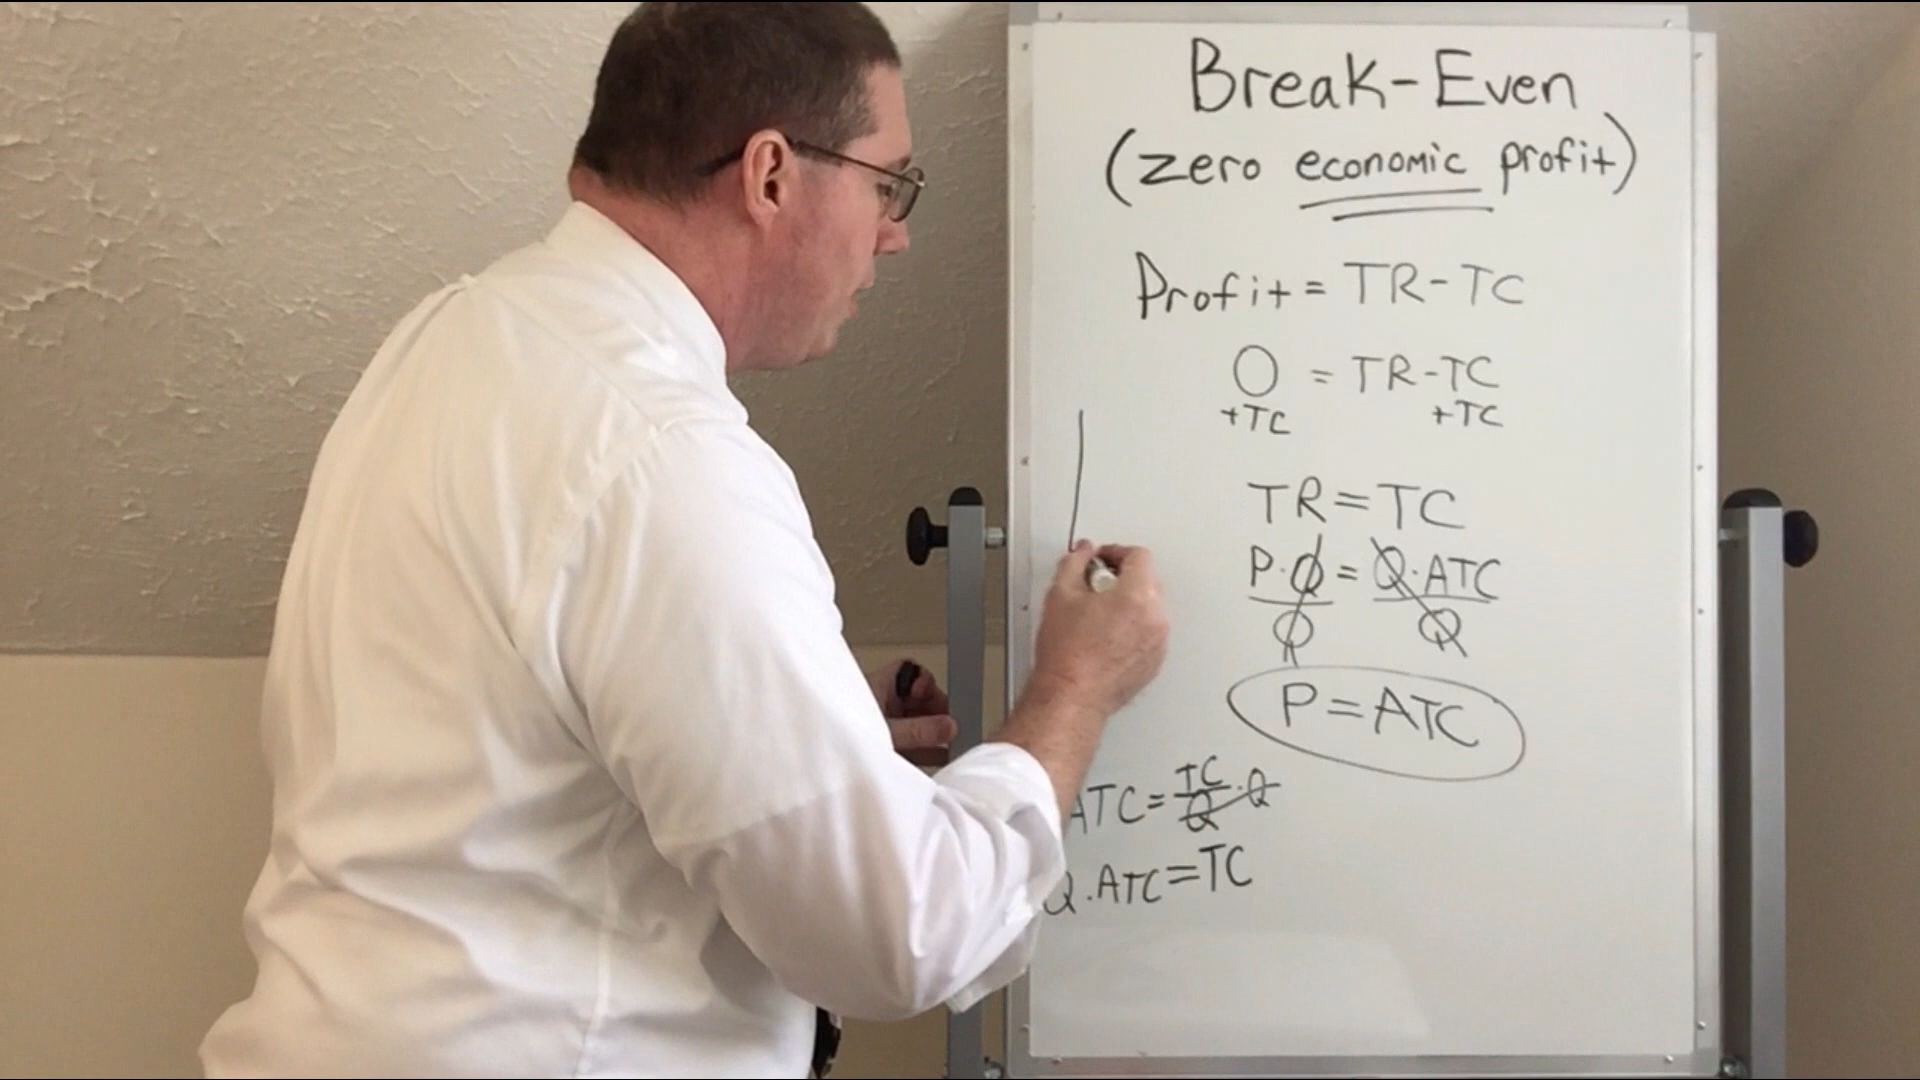 Break-Even
(zero economic profit)
Profit = TR-TC
0 = TR-TC
+TC +TC
TR=TC
P·Q = Q·ATC
Q Q
P=ATC
ATC = TC/Q · Q
Q·ATC=TC